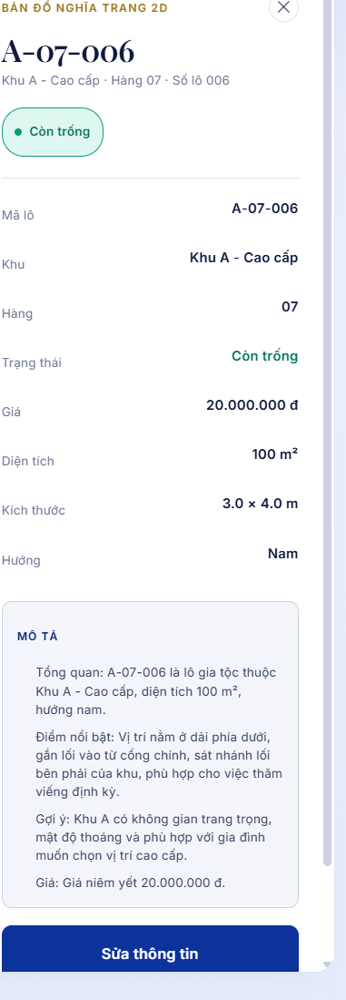 BẢN ĐỒ NGHĨA TRANG 2D
A-07-006
Khu A - Cao cấp · Hàng 07 · Số lô 006
Còn trống
Mã lô
A-07-006
Khu
Khu A - Cao cấp
Hàng
07
Trạng thái
Còn trống
Giá
20.000.000 đ
Diện tích
100 m²
Kích thước
3.0 × 4.0 m
Hướng
Nam
MÔ TẢ
Tổng quan: A-07-006 là lô gia tộc thuộc
Khu A - Cao cấp, diện tích 100 m²,
hướng nam.
Điểm nổi bật: Vị trí nằm ở dải phía dưới,
gần lối vào từ cổng chính, sát nhánh lối
bên phải của khu, phù hợp cho việc thăm
viếng định kỳ.
Gợi ý: Khu A có không gian trang trọng,
mật độ thoáng và phù hợp với gia đình
muốn chọn vị trí cao cấp.
Giá: Giá niêm yết 20.000.000 đ.
Sửa thông tin